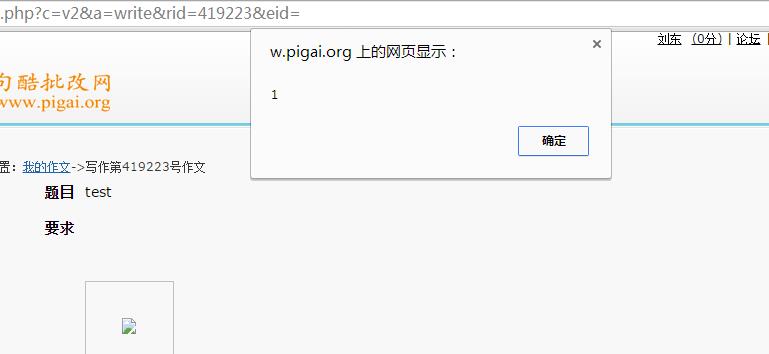 .php?c=v2&a=write&rid=419223&eid=
刘东 (0分) | 论坛 |
w.pigai.org 上的网页显示：
1
确定
句酷批改网
www.pigai.org
置：我的作文->写作第419223号作文
题目 test
要求